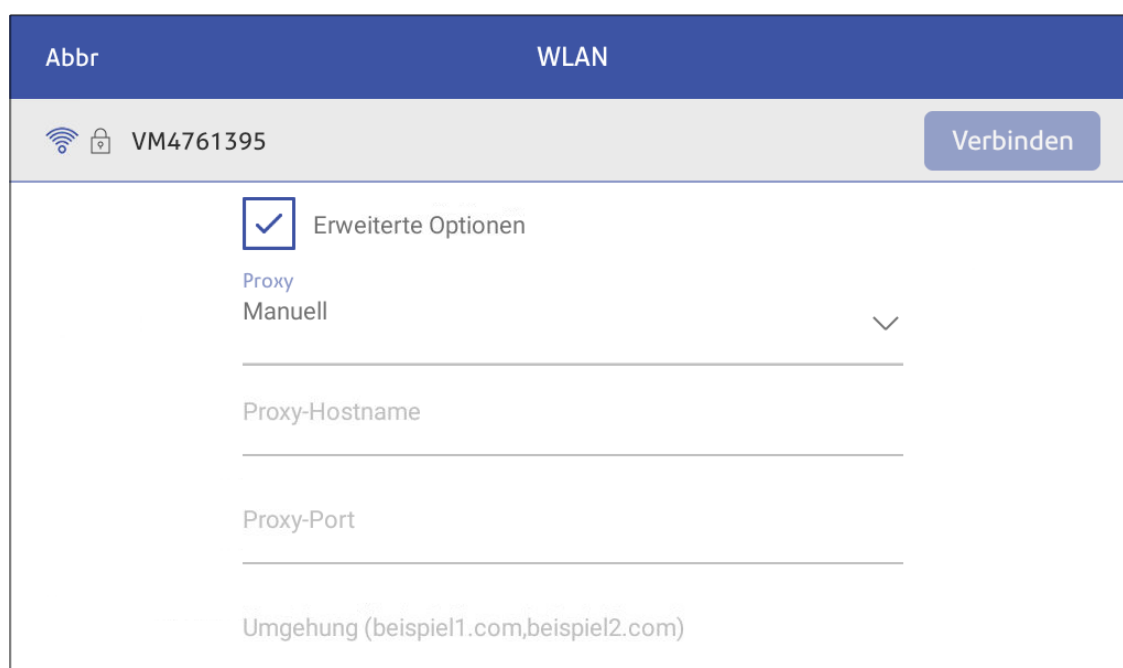 Abbr
WLAN
VM4761395
Verbinden
Erweiterte Optionen
Proxy
Manuell
Proxy-Hostname
Proxy-Port
Umgehung (beispiel1.com,beispiel2.com)